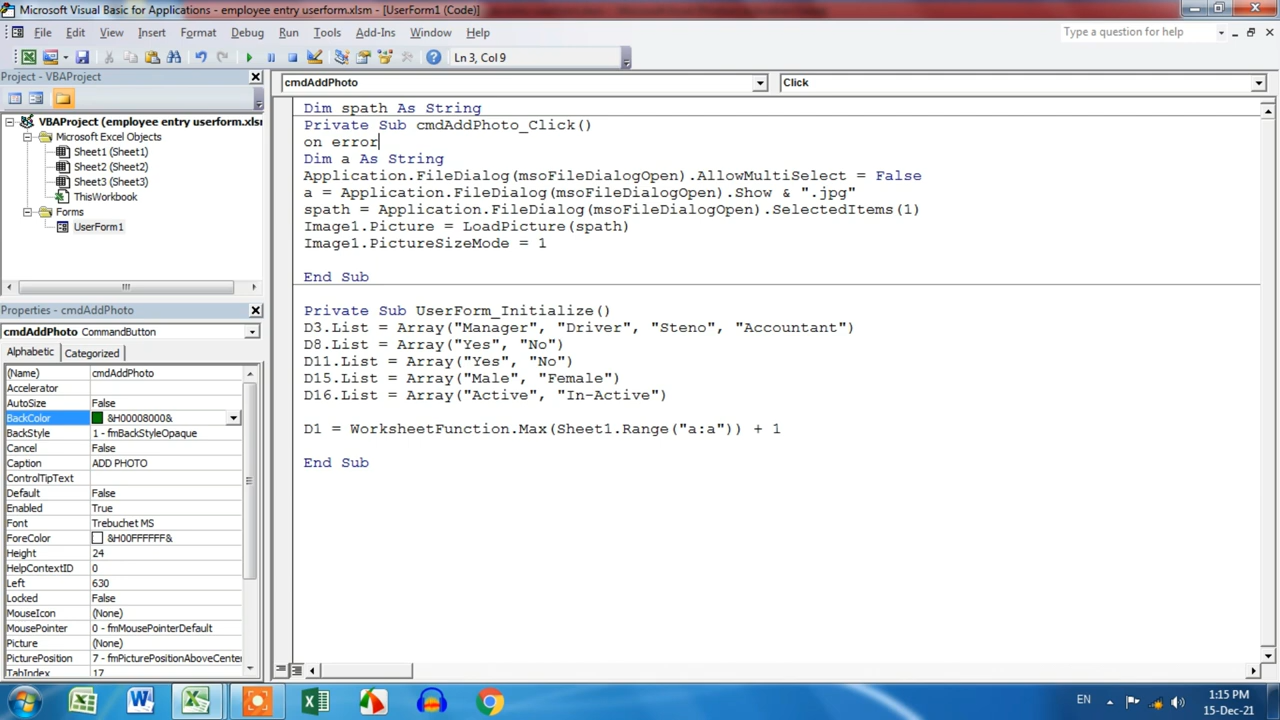 Microsoft Visual Basic for Applications - employee entry userform.xlsm - [UserForm1 (Code)]
File Edit View Insert Format Debug Run Tools Add-Ins Window Help
Type a question for help
Ln 3, Col 9
Project - VBAProject
VBAProject (employee entry userform.xlsm
Microsoft Excel Objects
Sheet1 (Sheet1)
Sheet2 (Sheet2)
Sheet3 (Sheet3)
ThisWorkbook
Forms
UserForm1
Properties - cmdAddPhoto
cmdAddPhoto CommandButton
Alphabetic Categorized
(Name) cmdAddPhoto
Accelerator
AutoSize False
BackColor &H00008000&
BackStyle 1 - fmBackStyleOpaque
Cancel False
Caption ADD PHOTO
ControlTipText
Default False
Enabled True
Font Trebuchet MS
ForeColor &H00FFFFFF&
Height 24
HelpContextID 0
Left 630
Locked False
MouseIcon (None)
MousePointer 0 - fmMousePointerDefault
Picture (None)
PicturePosition 7 - fmPicturePositionAboveCenter
TabIndex 17
cmdAddPhoto Click
Dim spath As String
Private Sub cmdAddPhoto_Click()
on error
Dim a As String
Application.FileDialog(msoFileDialogOpen).AllowMultiSelect = False
a = Application.FileDialog(msoFileDialogOpen).Show & ".jpg"
spath = Application.FileDialog(msoFileDialogOpen).SelectedItems(1)
Image1.Picture = LoadPicture(spath)
Image1.PictureSizeMode = 1
End Sub
Private Sub UserForm_Initialize()
D3.List = Array("Manager", "Driver", "Steno", "Accountant")
D8.List = Array("Yes", "No")
D11.List = Array("Yes", "No")
D15.List = Array("Male", "Female")
D16.List = Array("Active", "In-Active")
D1 = WorksheetFunction.Max(Sheet1.Range("a:a")) + 1
End Sub
EN
1:15 PM
15-Dec-21